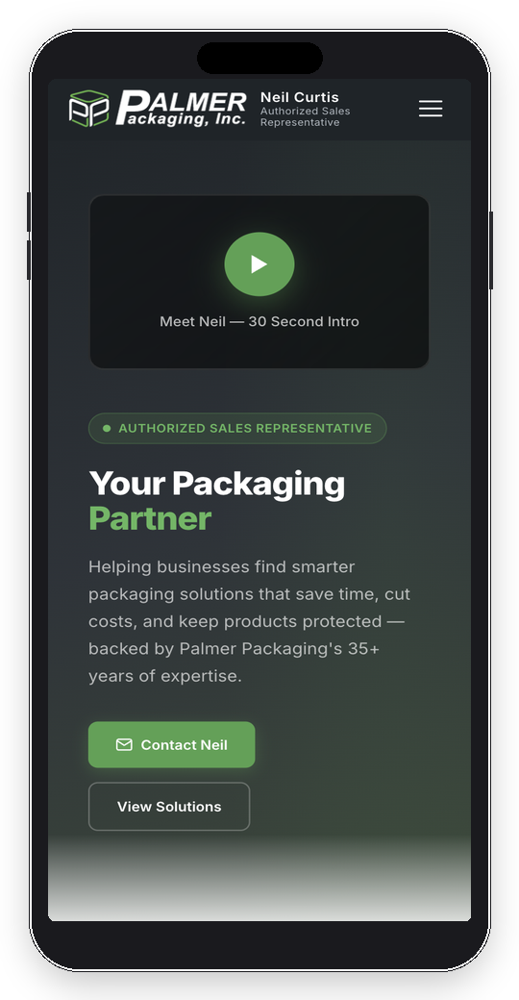 PALMER
Packaging, Inc.
Neil Curtis
Authorized Sales
Representative
Meet Neil — 30 Second Intro
AUTHORIZED SALES REPRESENTATIVE
Your Packaging
Partner
Helping businesses find smarter
packaging solutions that save time, cut
costs, and keep products protected —
backed by Palmer Packaging's 35+
years of expertise.
Contact Neil
View Solutions